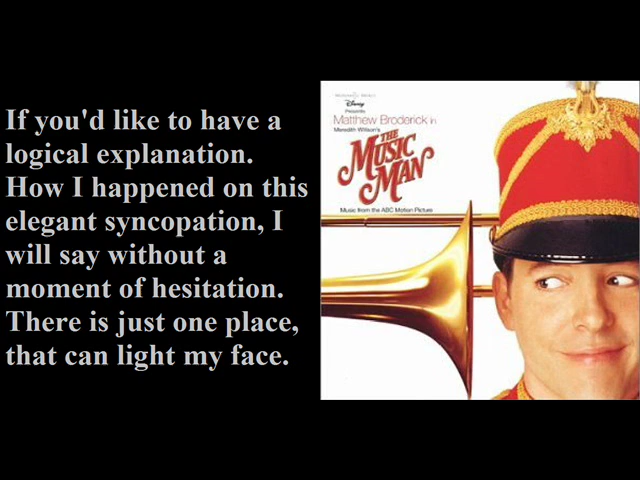 If you'd like to have a
logical explanation.
How I happened on this
elegant syncopation, I
will say without a
moment of hesitation.
There is just one place,
that can light my face.
Disney
Presents
Matthew Broderick in
Meredith Willson's
THE
MUSIC
MAN
Music from the ABC Motion Picture